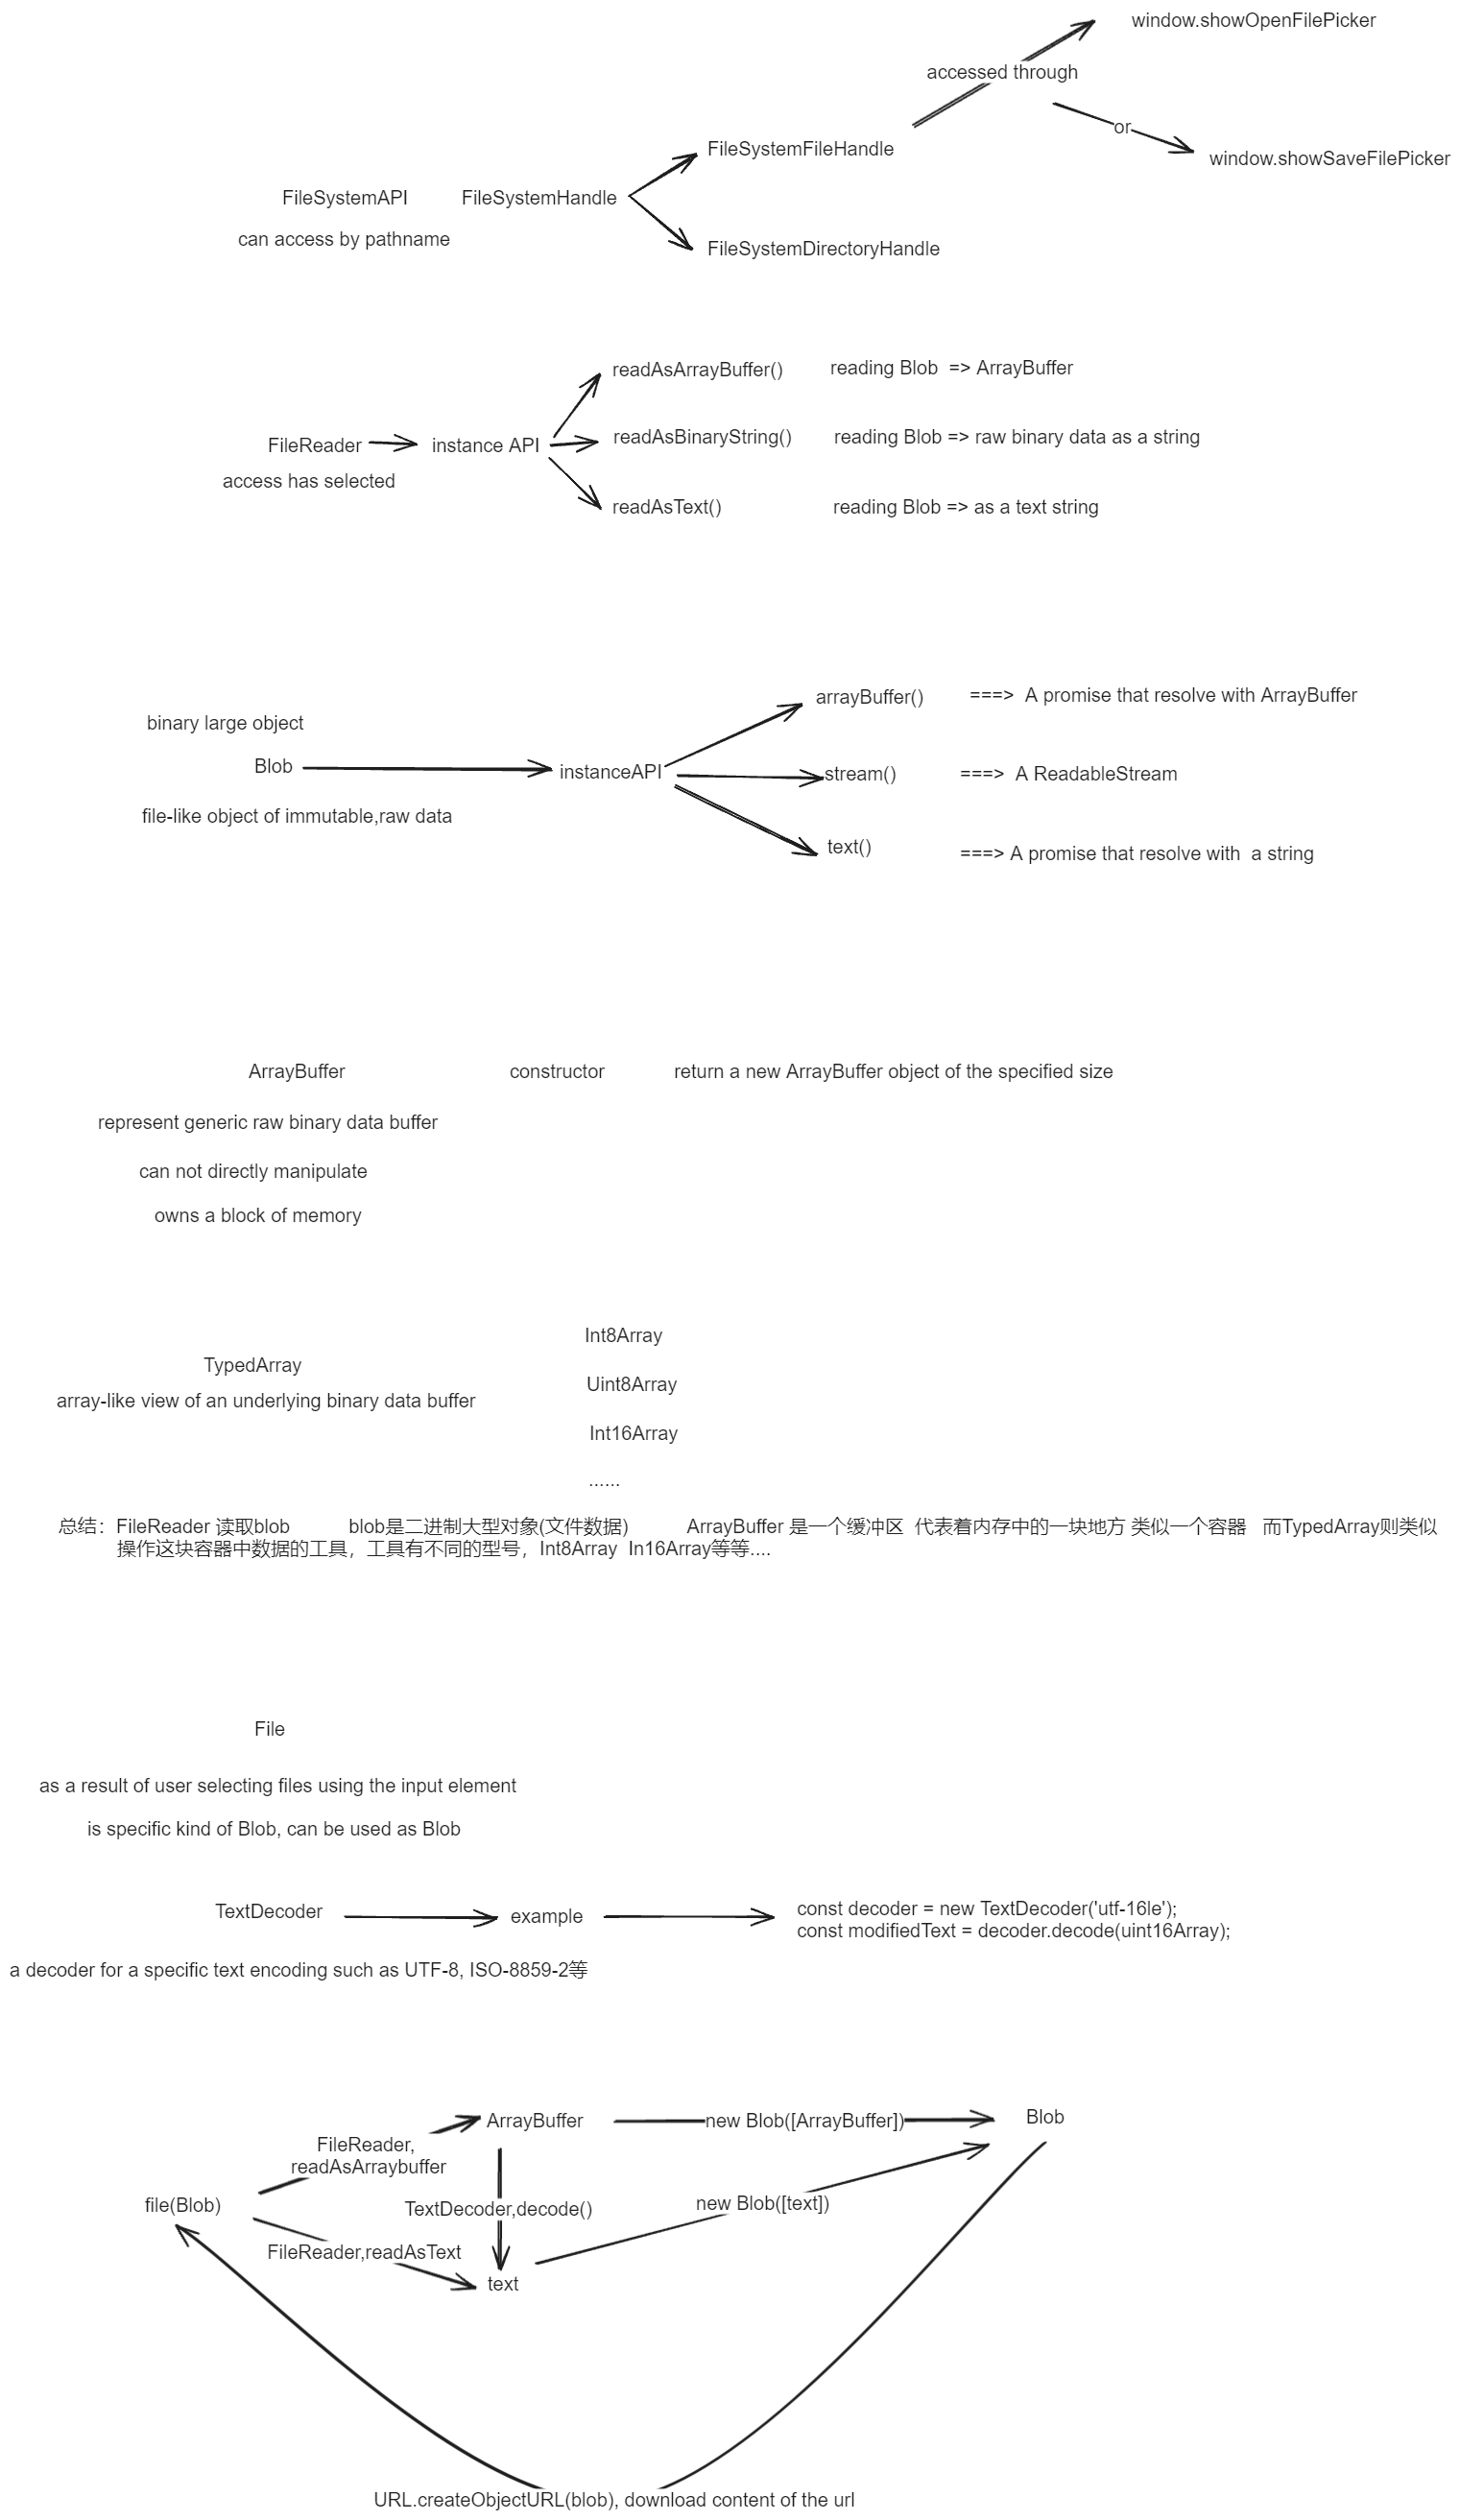 window.showOpenFilePicker
accessed through
or
FileSystemFileHandle
window.showSaveFilePicker
FileSystemAPI
FileSystemHandle
can access by pathname
FileSystemDirectoryHandle
readAsArrayBuffer()
reading Blob => ArrayBuffer
FileReader
instance API
readAsBinaryString()
reading Blob => raw binary data as a string
access has selected
readAsText()
reading Blob => as a text string
arrayBuffer()
===> A promise that resolve with ArrayBuffer
binary large object
Blob
instanceAPI
stream()
===> A ReadableStream
file-like object of immutable,raw data
text()
===> A promise that resolve with a string
ArrayBuffer
constructor
return a new ArrayBuffer object of the specified size
represent generic raw binary data buffer
can not directly manipulate
owns a block of memory
Int8Array
TypedArray
Uint8Array
array-like view of an underlying binary data buffer
Int16Array
......
总结：FileReader 读取blob blob是二进制大型对象(文件数据) ArrayBuffer 是一个缓冲区 代表着内存中的一块地方 类似一个容器 而TypedArray则类似
操作这块容器中数据的工具，工具有不同的型号，Int8Array In16Array等等....
File
as a result of user selecting files using the input element
is specific kind of Blob, can be used as Blob
TextDecoder
example
const decoder = new TextDecoder('utf-16le');
const modifiedText = decoder.decode(uint16Array);
a decoder for a specific text encoding such as UTF-8, ISO-8859-2等
ArrayBuffer
new Blob([ArrayBuffer])
Blob
FileReader,
readAsArraybuffer
file(Blob)
TextDecoder,decode()
new Blob([text])
FileReader,readAsText
text
URL.createObjectURL(blob), download content of the url